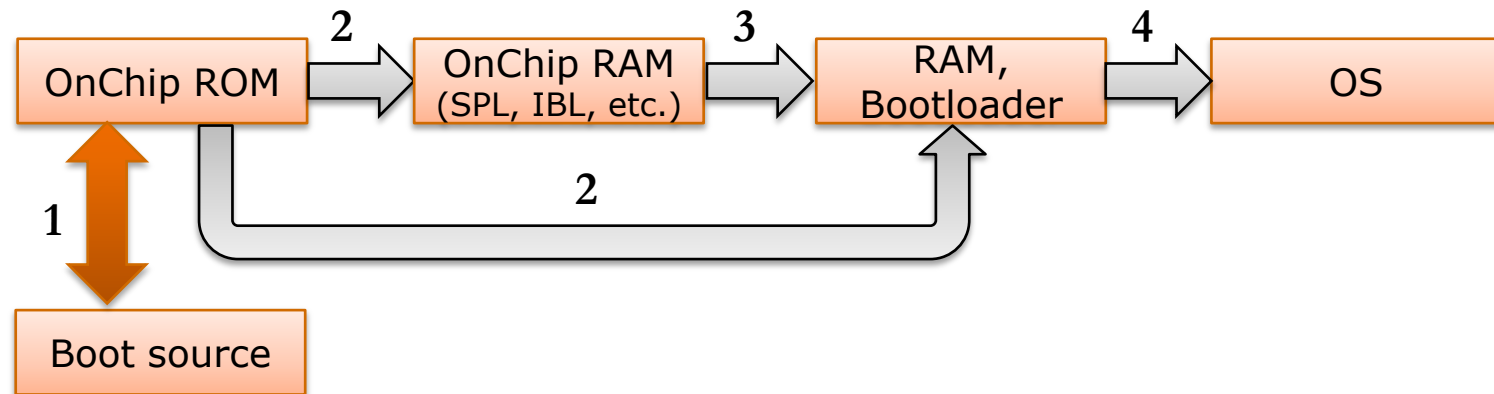 2
3
4
OnChip ROM
OnChip RAM
(SPL, IBL, etc.)
RAM,
Bootloader
OS
1
2
Boot source